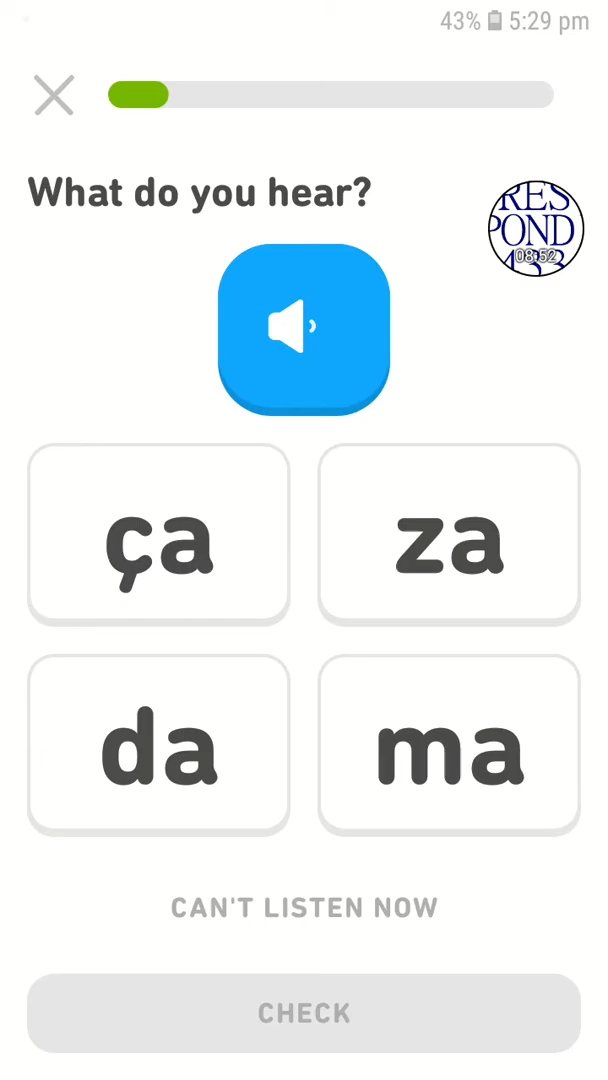 43% 5:29 pm
What do you hear?
RES
POND
08:52
ça
za
da
ma
CAN'T LISTEN NOW
CHECK